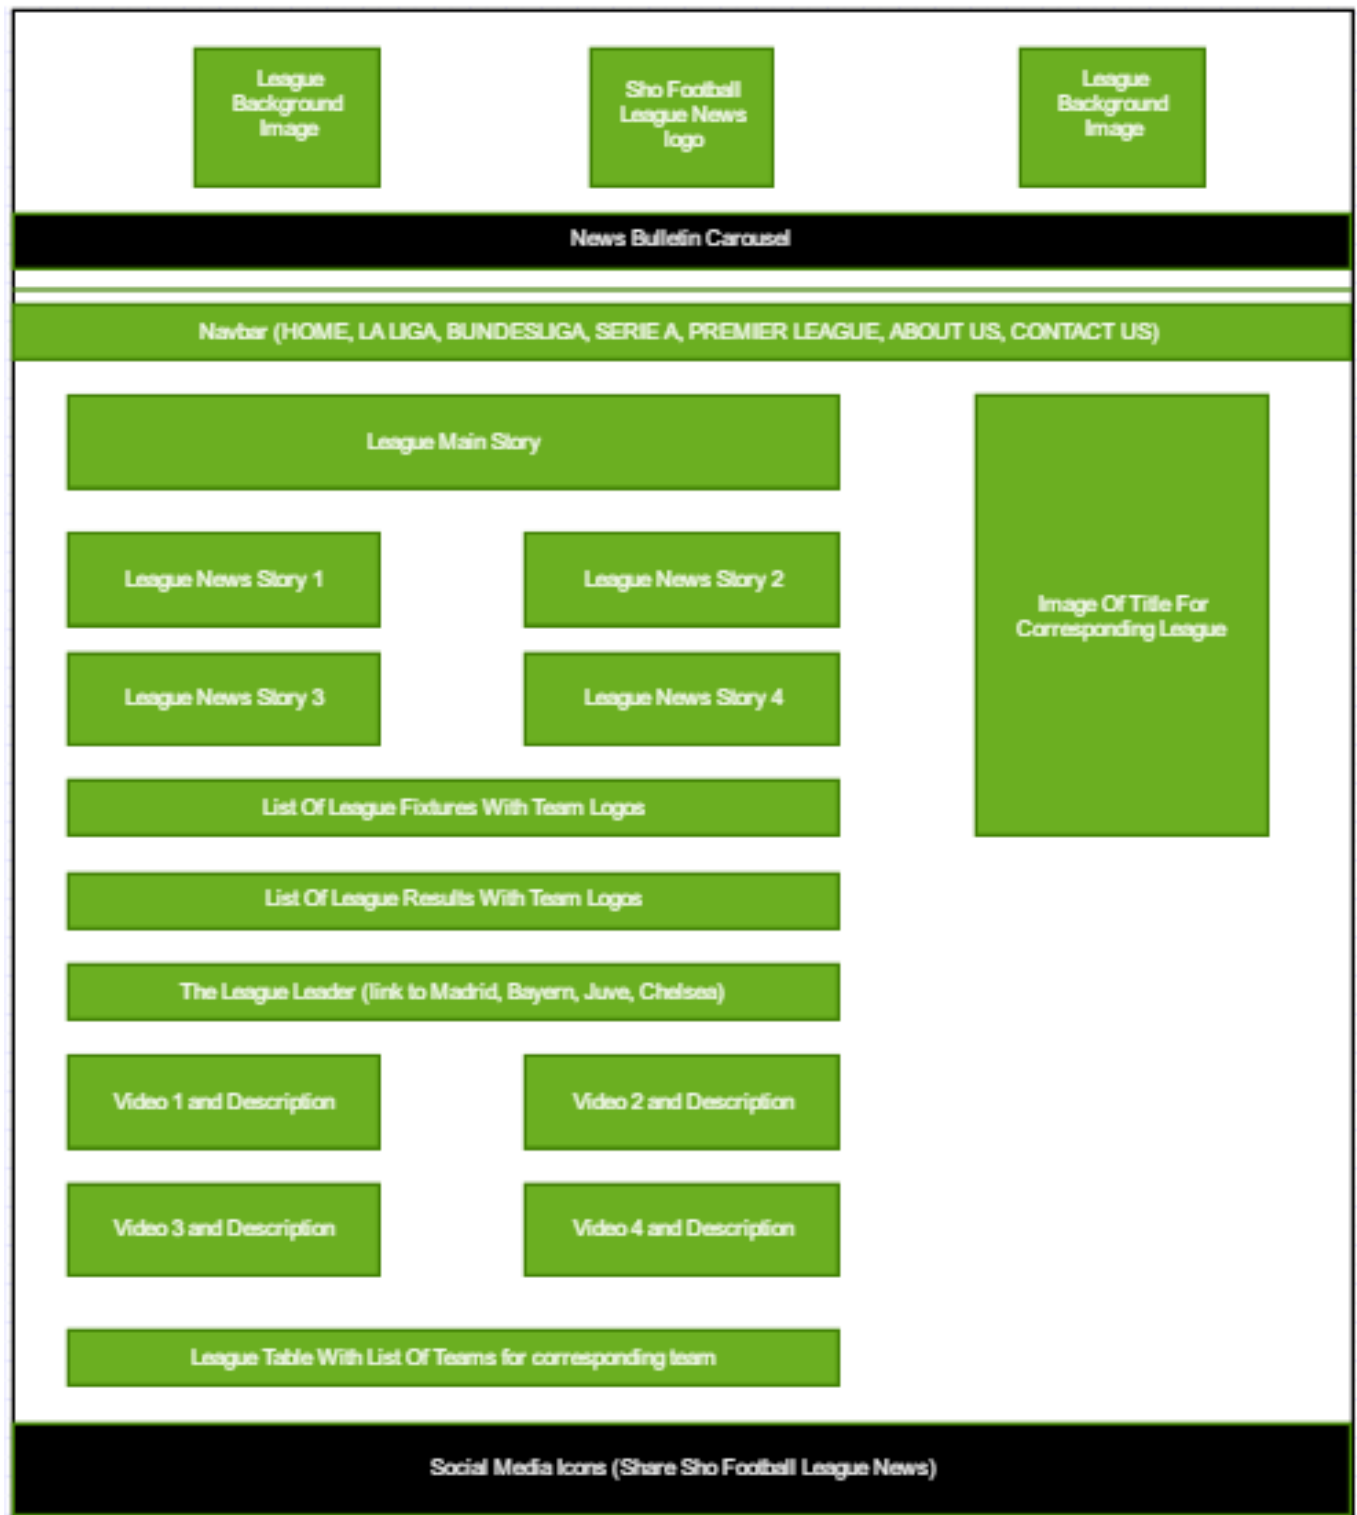 League
Background
Image
Sho Football
League News
logo
League
Background
Image
News Bulletin Carousel
Navbar (HOME, LA LIGA, BUNDESLIGA, SERIE A, PREMIER LEAGUE, ABOUT US, CONTACT US)
League Main Story
Image Of Title For
Corresponding League
League News Story 1
League News Story 2
League News Story 3
League News Story 4
List Of League Fixtures With Team Logos
List Of League Results With Team Logos
The League Leader (link to Madrid, Bayern, Juve, Chelsea)
Video 1 and Description
Video 2 and Description
Video 3 and Description
Video 4 and Description
League Table With List Of Teams for corresponding team
Social Media Icons (Share Sho Football League News)